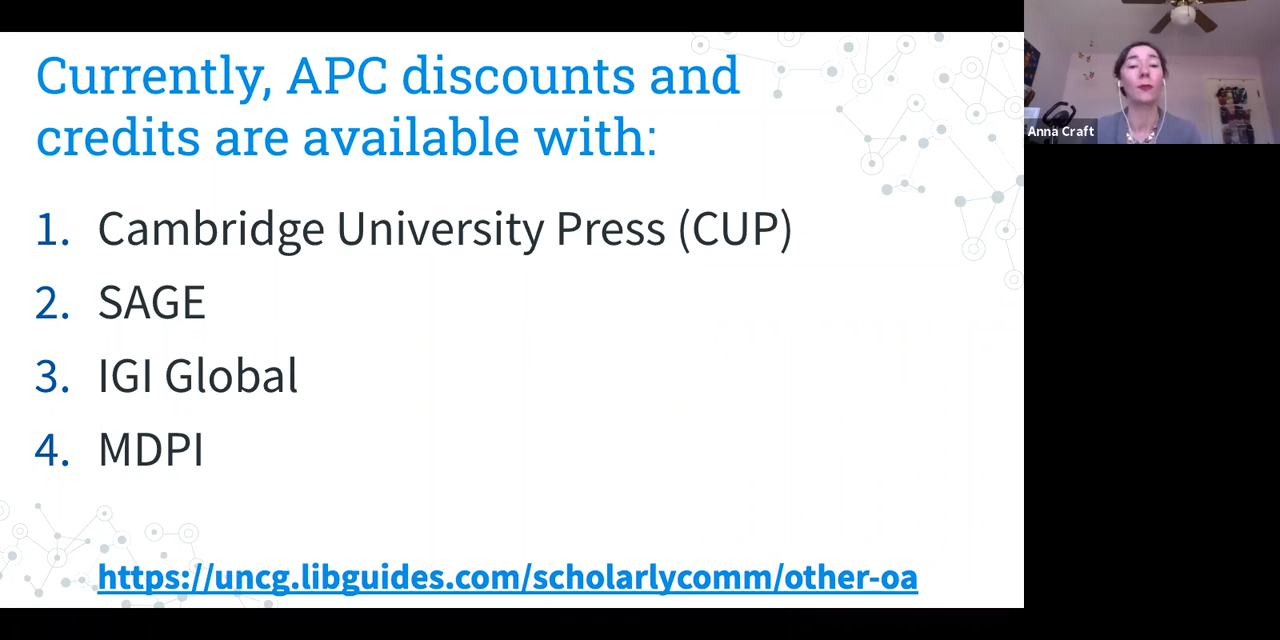 Currently, APC discounts and
credits are available with:
1. Cambridge University Press (CUP)
2. SAGE
3. IGI Global
4. MDPI
https://uncg.libguides.com/scholarlycomm/other-oa
Anna Craft